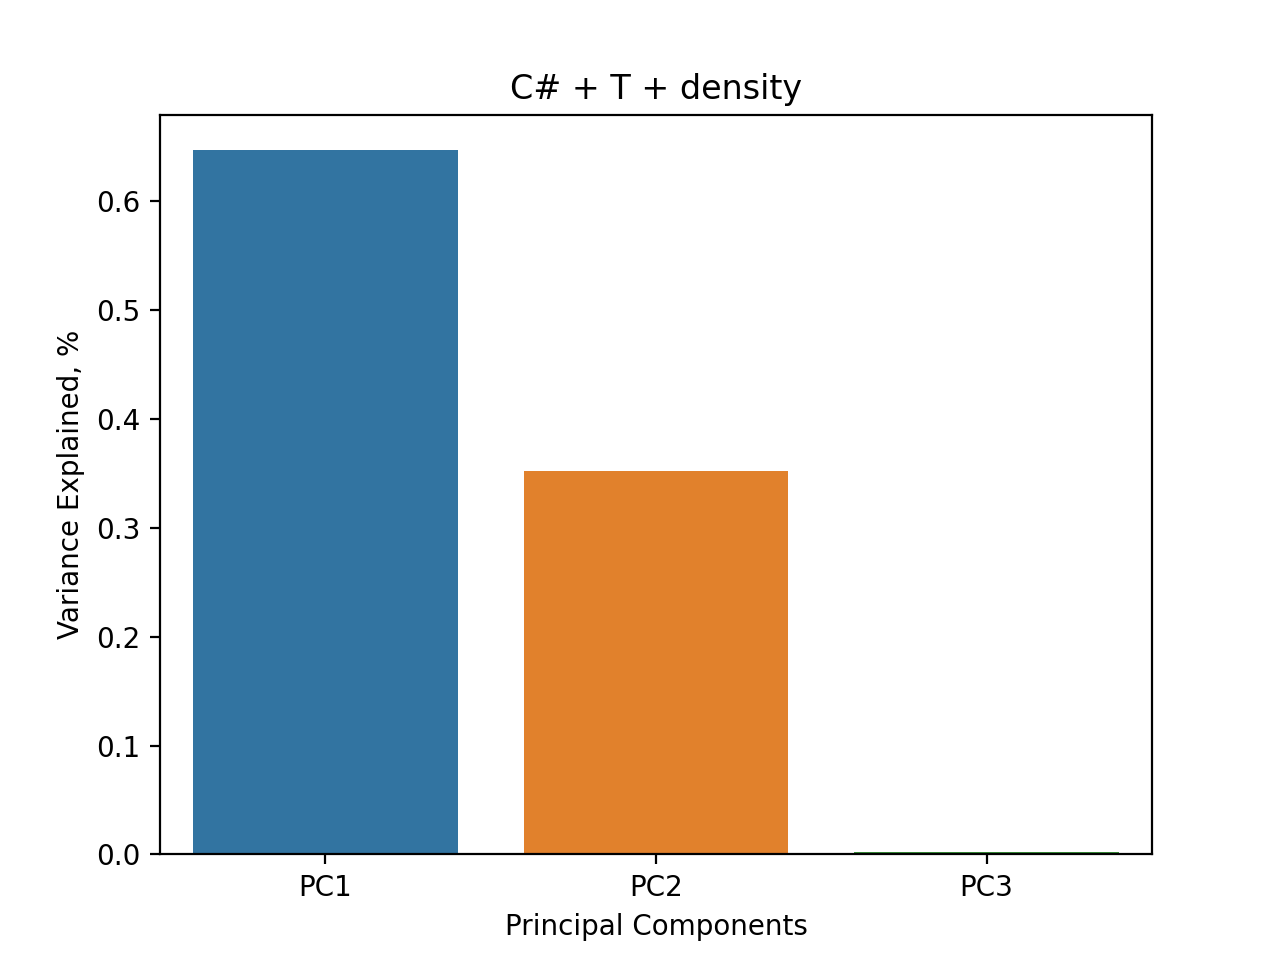 C# + T + density
Variance Explained, %
0.6
0.5
0.4
0.3
0.2
0.1
0.0
PC1 PC2 PC3
Principal Components